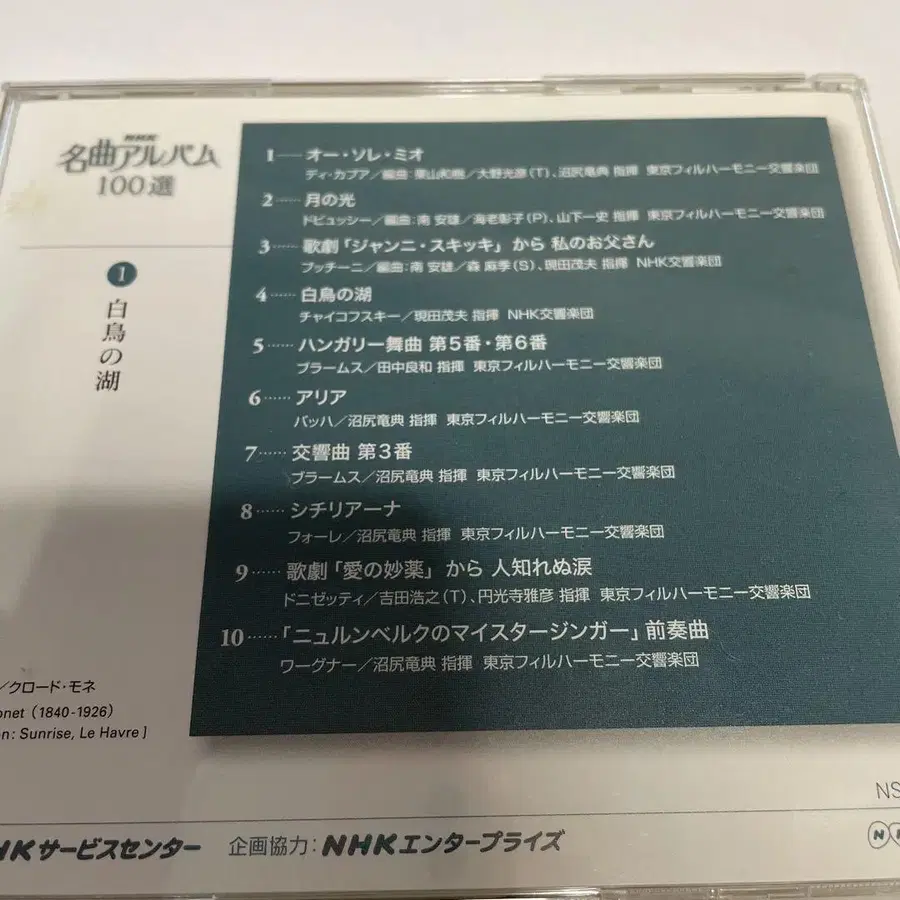 NHK
名曲アルバム
100選
1
白鳥の湖
1 オー・ソレ・ミオ
ディ・カプア／編曲:栗山和樹／大野光彦(T)、沼尻竜典 指揮 東京フィルハーモニー交響楽団
2 月の光
ドビュッシー／編曲:南 安雄／海老彰子(P)、山下一史 指揮 東京フィルハーモニー交響楽団
3 歌劇「ジャンニ・スキッキ」から 私のお父さん
プッチーニ／編曲:南 安雄／森 麻季(S)、現田茂夫 指揮 NHK交響楽団
4 白鳥の湖
チャイコフスキー／現田茂夫 指揮 NHK交響楽団
5 ハンガリー舞曲 第5番・第6番
ブラームス／田中良和 指揮 東京フィルハーモニー交響楽団
6 アリア
バッハ／沼尻竜典 指揮 東京フィルハーモニー交響楽団
7 交響曲 第3番
ブラームス／沼尻竜典 指揮 東京フィルハーモニー交響楽団
8 シチリアーナ
フォーレ／沼尻竜典 指揮 東京フィルハーモニー交響楽団
9 歌劇「愛の妙薬」から 人知れぬ涙
ドニゼッティ／吉田浩之(T)、円光寺雅彦 指揮 東京フィルハーモニー交響楽団
10 「ニュルンベルクのマイスタージンガー」前奏曲
ワーグナー／沼尻竜典 指揮 東京フィルハーモニー交響楽団
／クロード・モネ
onet (1840-1926)
n: Sunrise, Le Havre]
NS
HKサービスセンター 企画協力:NHKエンタープライズ
N